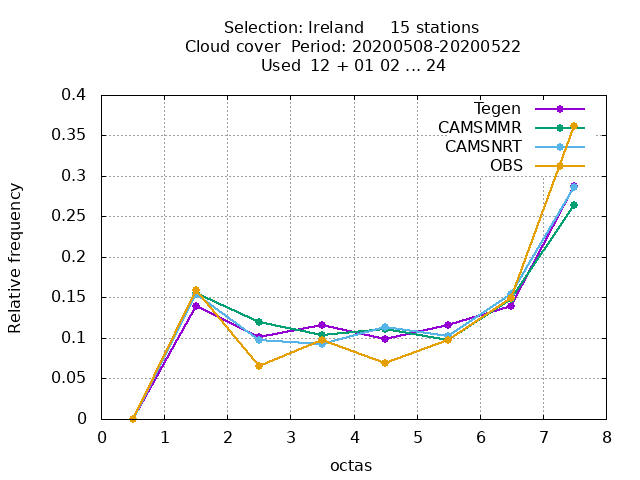 Selection: Ireland 15 stations
Cloud cover Period: 20200508-20200522
Used 12 + 01 02 ... 24
Relative frequency
0.4
0.35
0.3
0.25
0.2
0.15
0.1
0.05
0
Tegen
CAMSMMR
CAMSNRT
OBS
0 1 2 3 4 5 6 7 8
octas